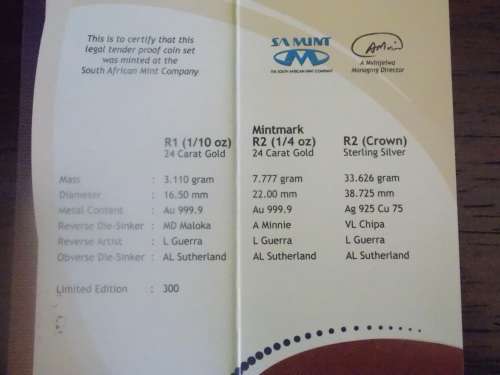 This is to certify that this
legal tender proof coin set
was minted at the
South African Mint Company
SA MINT
THE SOUTH AFRICAN MINT COMPANY
A Mvinjelwa
Managing Director
Mintmark
R1 (1/10 oz) R2 (1/4 oz) R2 (Crown)
24 Carat Gold 24 Carat Gold Sterling Silver
Mass : 3.110 gram 7.777 gram 33.626 gram
Diameter : 16.50 mm 22.00 mm 38.725 mm
Metal Content : Au 999.9 Au 999.9 Ag 925 Cu 75
Reverse Die-Sinker : MD Maloka A Minnie VL Chipa
Reverse Artist : L Guerra L Guerra L Guerra
Obverse Die-Sinker : AL Sutherland AL Sutherland AL Sutherland
Limited Edition : 300